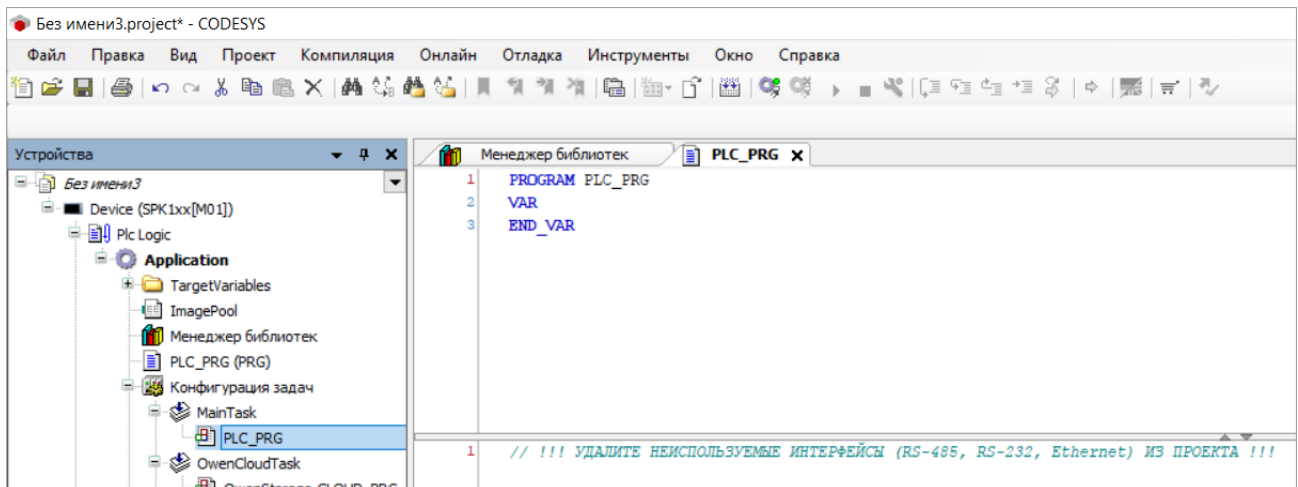 Без имени3.project* - CODESYS
Файл Правка Вид Проект Компиляция Онлайн Отладка Инструменты Окно Справка
Устройства
Без имени3
Device (SPK1xx[M01])
Plc Logic
Application
TargetVariables
ImagePool
Менеджер библиотек
PLC_PRG (PRG)
Конфигурация задач
MainTask
PLC_PRG
OwenCloudTask
OwenStorage_CLOUD_PRG
Менеджер библиотек PLC_PRG
1 PROGRAM PLC_PRG
2 VAR
3 END_VAR
1 // !!! УДАЛИТЕ НЕИСПОЛЬЗУЕМЫЕ ИНТЕРФЕЙСЫ (RS-485, RS-232, Ethernet) ИЗ ПРОЕКТА !!!